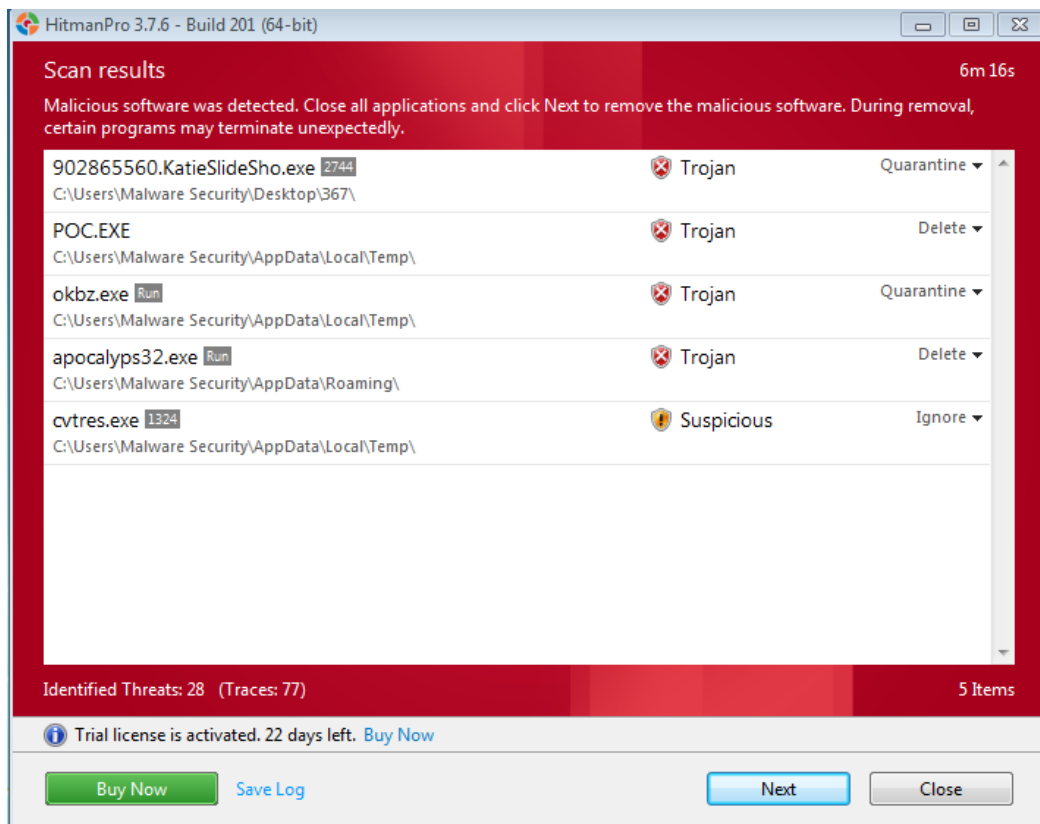 HitmanPro 3.7.6 - Build 201 (64-bit)
Scan results 6m 16s
Malicious software was detected. Close all applications and click Next to remove the malicious software. During removal,
certain programs may terminate unexpectedly.
902865560.KatieSlideSho.exe 2744 Trojan Quarantine
C:\Users\Malware Security\Desktop\367\
POC.EXE Trojan Delete
C:\Users\Malware Security\AppData\Local\Temp\
okbz.exe Run Trojan Quarantine
C:\Users\Malware Security\AppData\Local\Temp\
apocalyps32.exe Run Trojan Delete
C:\Users\Malware Security\AppData\Roaming\
cvtres.exe 1324 Suspicious Ignore
C:\Users\Malware Security\AppData\Local\Temp\
Identified Threats: 28 (Traces: 77) 5 Items
Trial license is activated. 22 days left. Buy Now
Buy Now Save Log Next Close